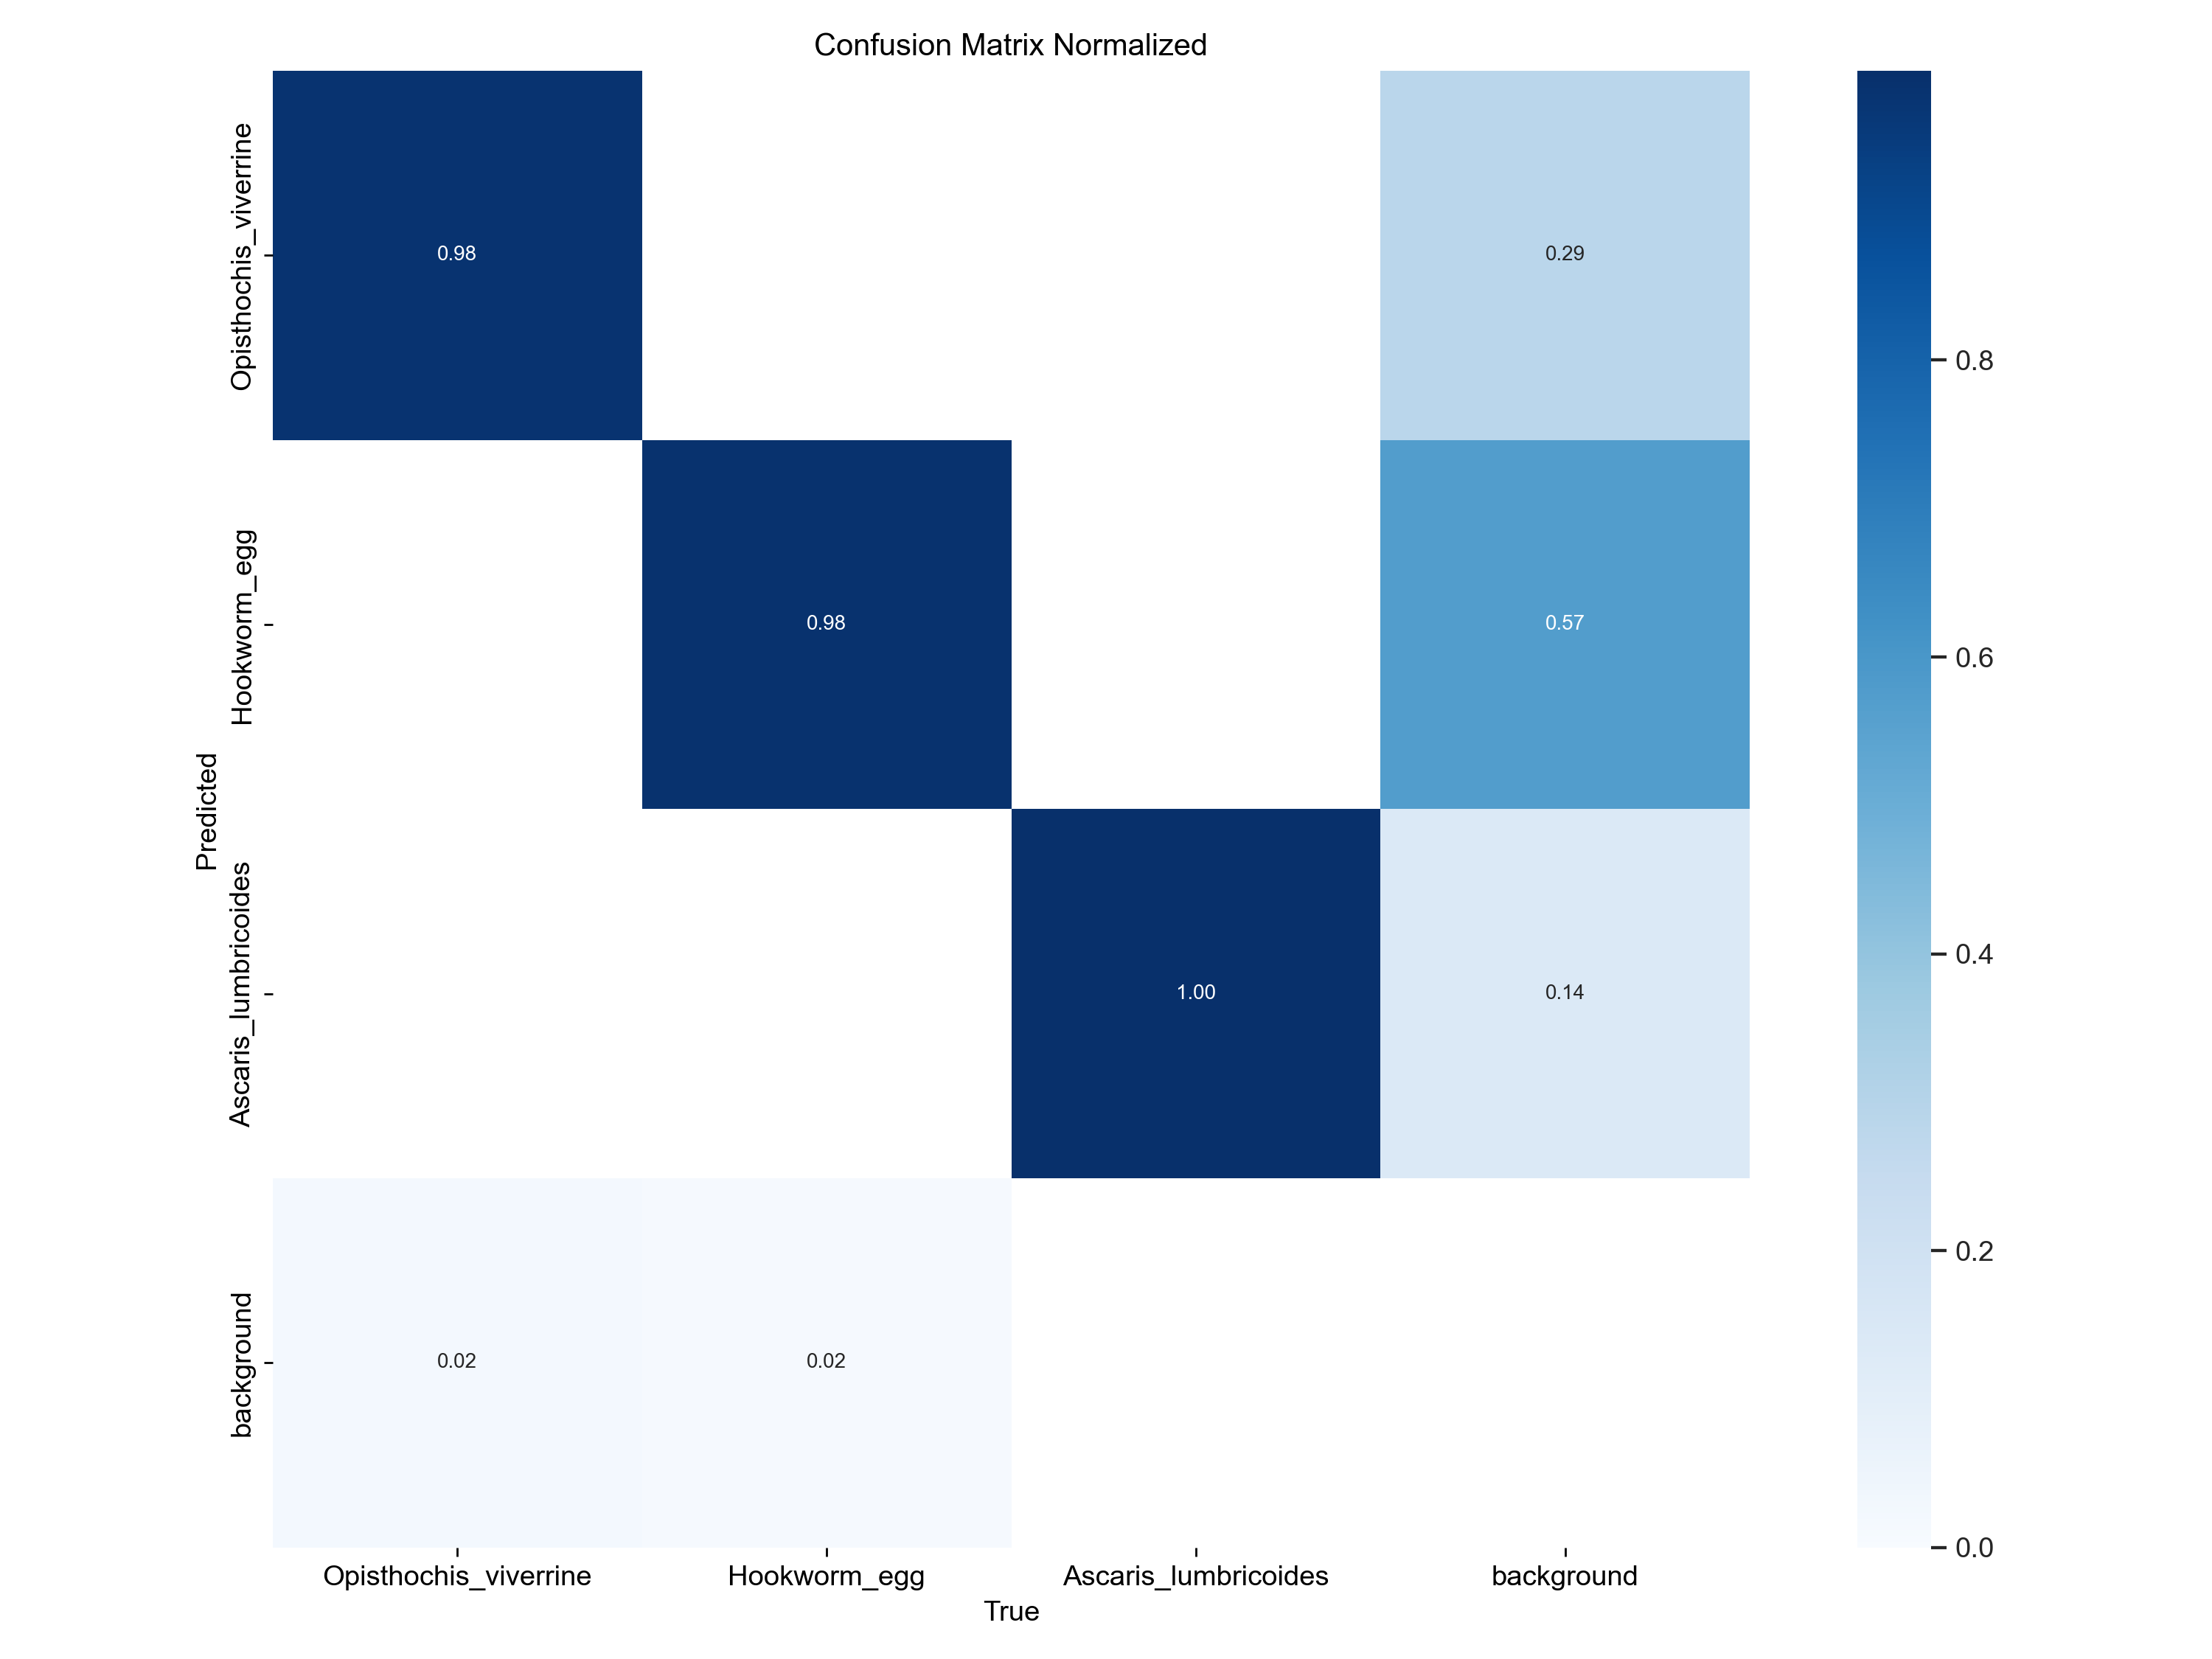 Confusion Matrix Normalized
Opisthochis_viverrine
0.98
0.29
Hookworm_egg
0.98
0.57
Ascaris_lumbricoides
1.00
0.14
background
0.02
0.02
Predicted
Opisthochis_viverrine
Hookworm_egg
Ascaris_lumbricoides
background
True
0.8
0.6
0.4
0.2
0.0